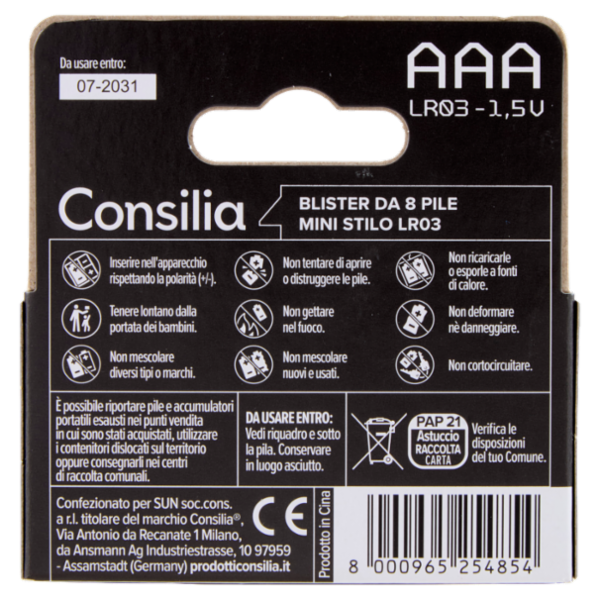 Da usare entro:
07-2031
AAA
LR03-1,5V
Consilia
BLISTER DA 8 PILE
MINI STILO LR03
Inserire nell'apparecchio
rispettando la polarità (+/-).
Non tentare di aprire
o distruggere le pile.
Non ricaricarle
o esporle a fonti
di calore.
Tenere lontano dalla
portata dei bambini.
Non gettare
nel fuoco.
Non deformare
nè danneggiare.
Non mescolare
diversi tipi o marchi.
Non mescolare
nuovi e usati.
Non cortocircuitare.
È possibile riportare pile e accumulatori
portatili esausti nei punti vendita
in cui sono stati acquistati, utilizzare
i contenitori dislocati sul territorio
oppure consegnarli nei centri
di raccolta comunali.
DA USARE ENTRO:
Vedi riquadro e sotto
la pila. Conservare
in luogo asciutto.
PAP 21
Astuccio
RACCOLTA
CARTA
Verifica le
disposizioni
del tuo Comune.
Confezionato per SUN soc.cons.
a r.l. titolare del marchio Consilia®,
Via Antonio da Recanate 1 Milano,
da Ansmann Ag Industriestrasse, 10 97959
- Assamstadt (Germany) prodotticonsilia.it
CE
Prodotto in Cina
8 000965 254854